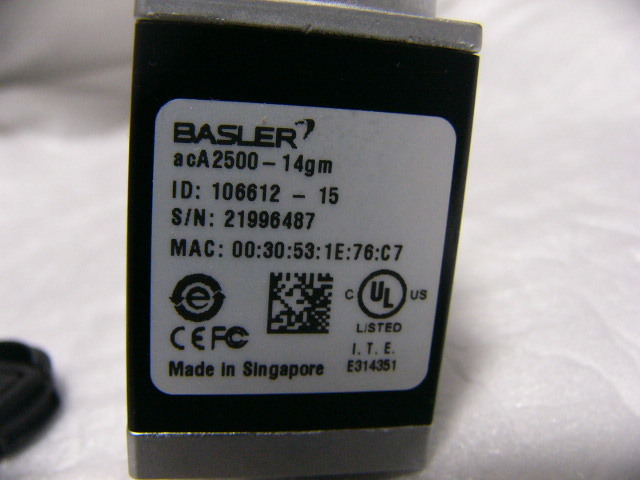 BASLER
acA2500-14gm
ID: 106612 - 15
S/N: 21996487
MAC: 00:30:53:1E:76:C7
e
C UL US
LISTED
CE FC
I. T. E.
Made in Singapore
E314351